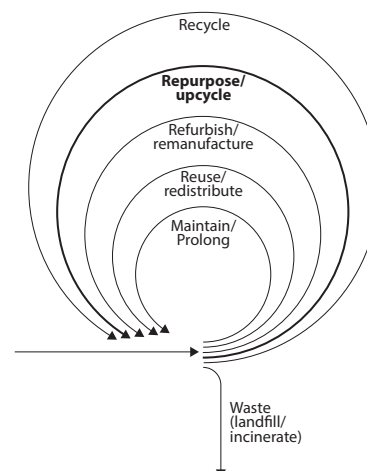 Recycle
Repurpose/
upcycle
Refurbish/
remanufacture
Reuse/
redistribute
Maintain/
Prolong
Waste
(landfill/
incinerate)